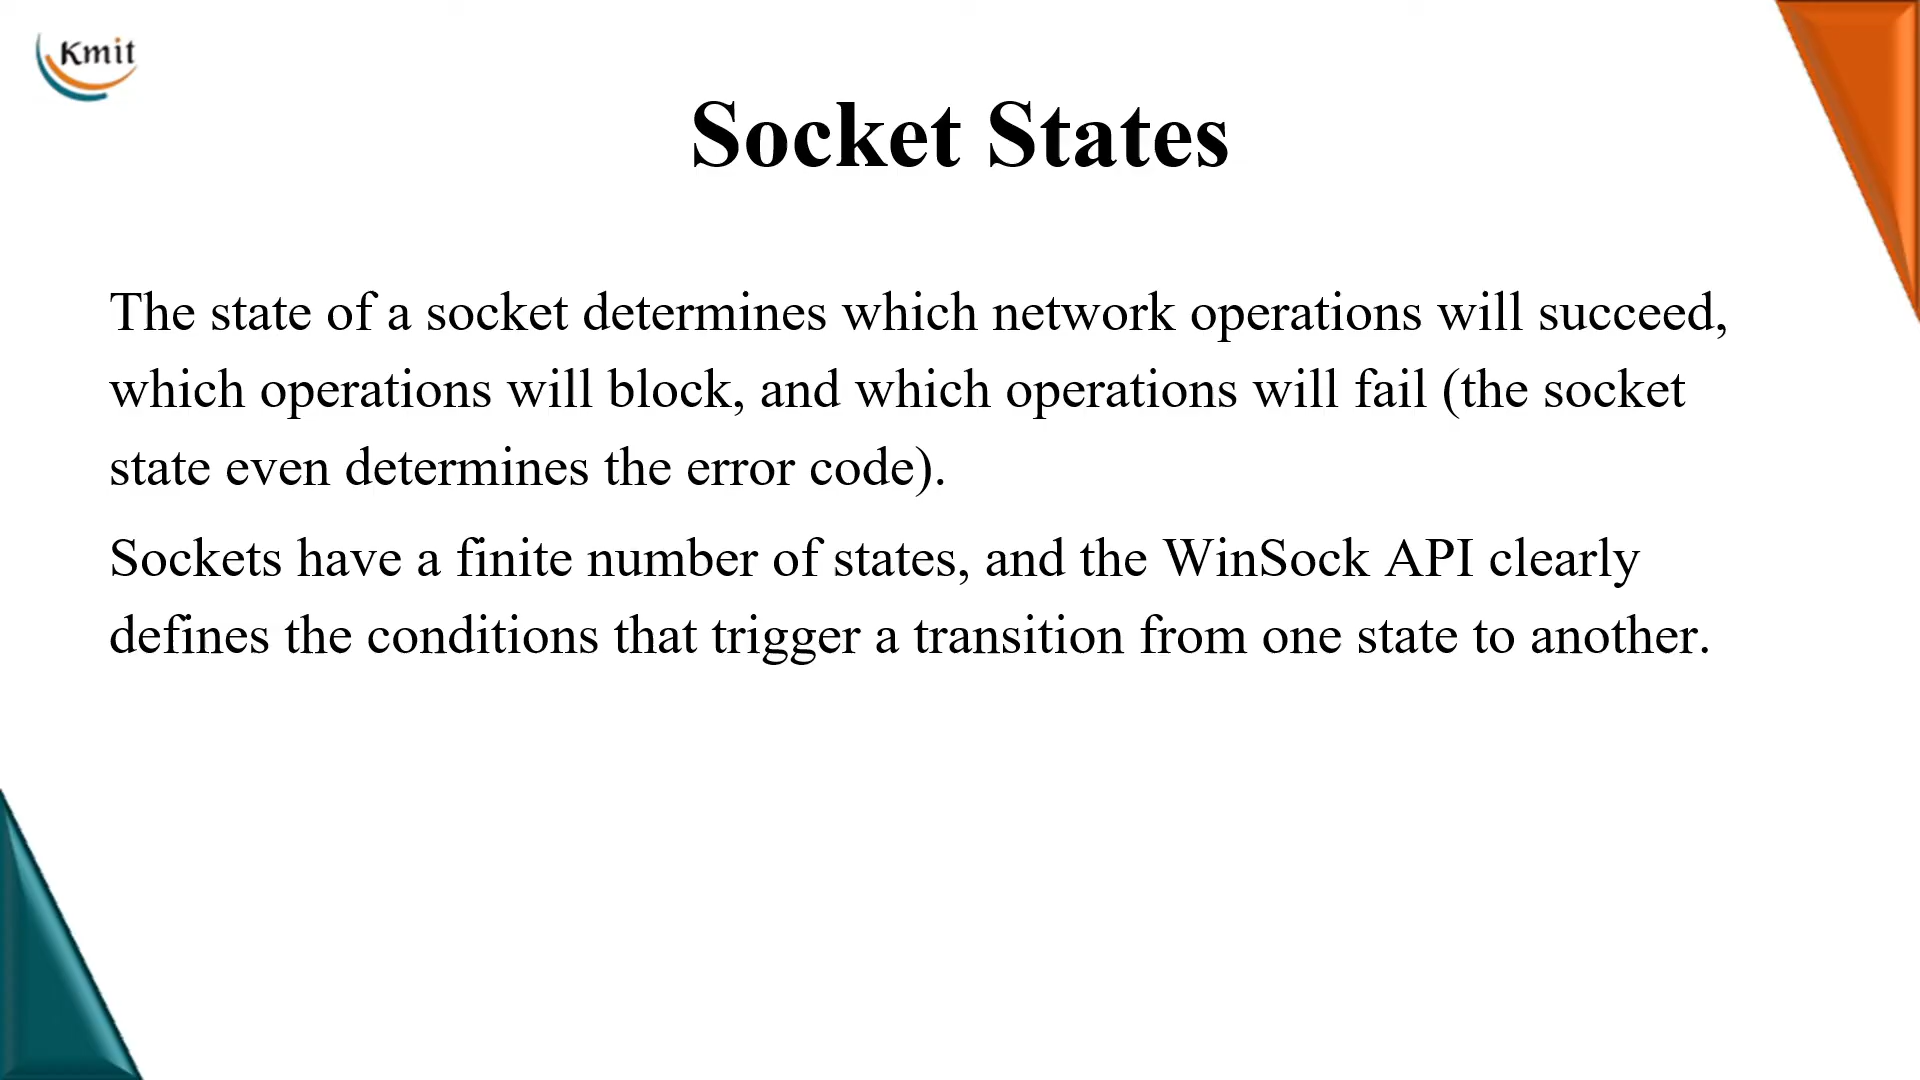 Kmit
Socket States
The state of a socket determines which network operations will succeed,
which operations will block, and which operations will fail (the socket
state even determines the error code).
Sockets have a finite number of states, and the WinSock API clearly
defines the conditions that trigger a transition from one state to another.